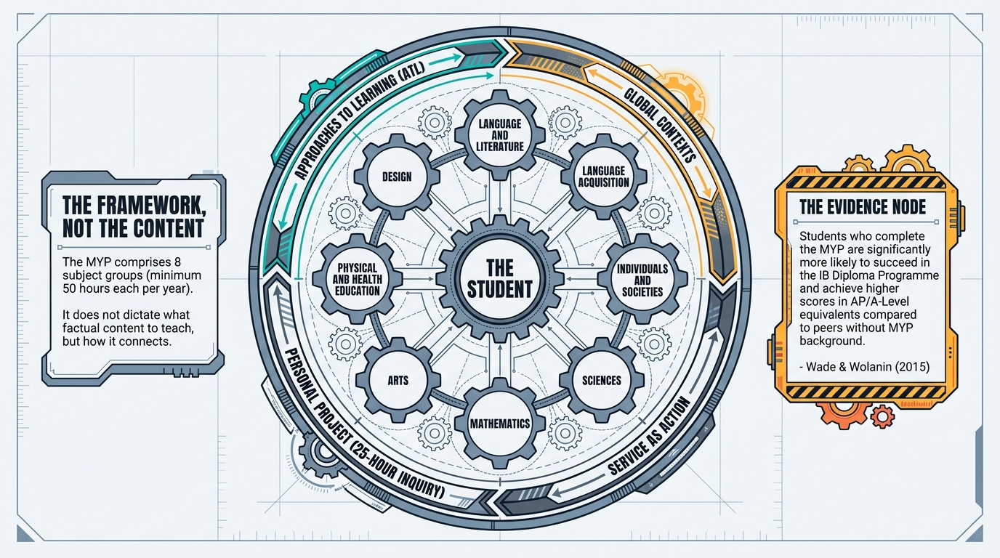 THE FRAMEWORK,
NOT THE CONTENT
The MYP comprises 8
subject groups (minimum
50 hours each per year).
It does not dictate what
factual content to teach,
but how it connects.
APPROACHES TO LEARNING (ATL)
GLOBAL CONTEXTS
PERSONAL PROJECT (25-HOUR INQUIRY)
SERVICE AS ACTION
LANGUAGE
AND
LITERATURE
LANGUAGE
ACQUISITION
INDIVIDUALS
AND
SOCIETIES
SCIENCES
MATHEMATICS
ARTS
PHYSICAL
AND HEALTH
EDUCATION
DESIGN
THE
STUDENT
THE EVIDENCE NODE
Students who complete
the MYP are significantly
more likely to succeed in
the IB Diploma Programme
and achieve higher
scores in AP/A-Level
equivalents compared
to peers without MYP
background.
- Wade & Wolanin (2015)